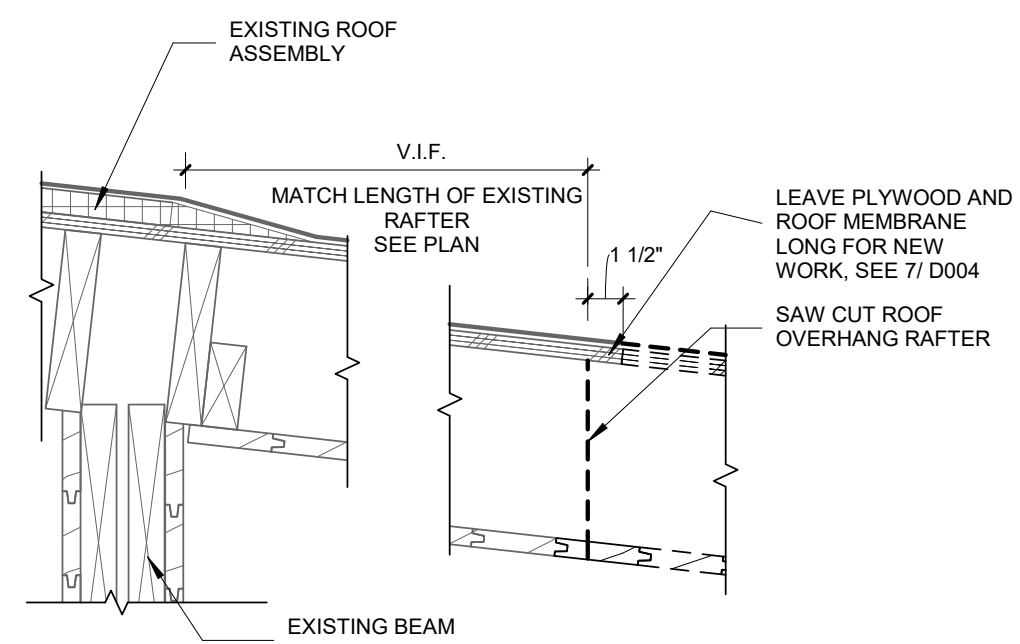 EXISTING ROOF
ASSEMBLY
V.I.F.
MATCH LENGTH OF EXISTING
RAFTER
SEE PLAN
1 1/2"
LEAVE PLYWOOD AND
ROOF MEMBRANE
LONG FOR NEW
WORK, SEE 7/ D004
SAW CUT ROOF
OVERHANG RAFTER
EXISTING BEAM